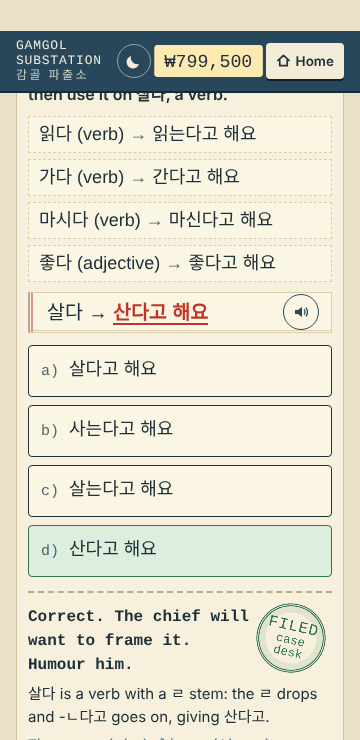 GAMGOL
SUBSTATION
감골 파출소
₩799,500
Home
then use it on 살다, a verb.
읽다 (verb) → 읽는다고 해요
가다 (verb) → 간다고 해요
마시다 (verb) → 마신다고 해요
좋다 (adjective) → 좋다고 해요
살다 → 산다고 해요
a) 살다고 해요
b) 사는다고 해요
c) 살는다고 해요
d) 산다고 해요
Correct. The chief will
want to frame it.
Humour him.
FILED
case
desk
살다 is a verb with a ㄹ stem: the ㄹ drops
and -ㄴ다고 goes on, giving 산다고.